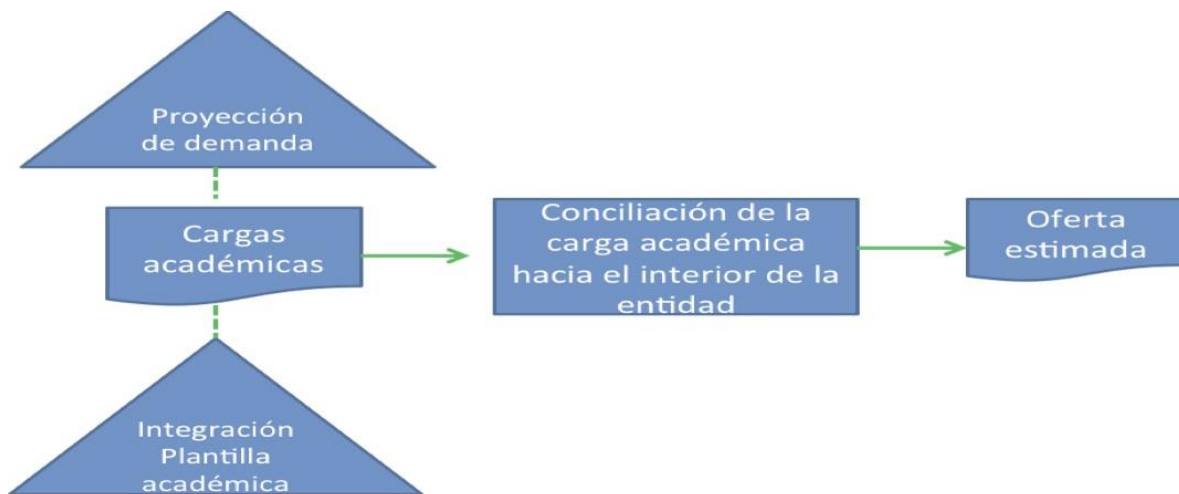 Proyección
de demanda
Cargas
académicas
Conciliación de la
carga académica
hacia el interior de la
entidad
Oferta
estimada
Integración
Plantilla
académica